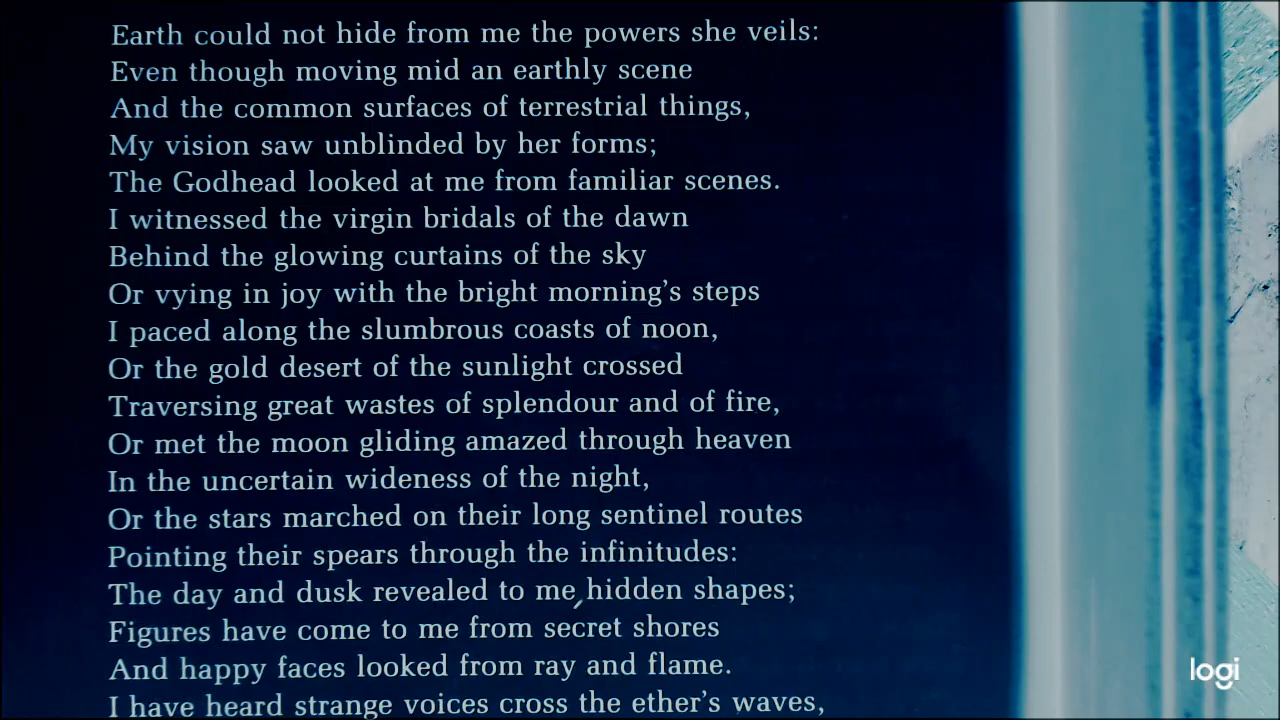 Earth could not hide from me the powers she veils:
Even though moving mid an earthly scene
And the common surfaces of terrestrial things,
My vision saw unblinded by her forms;
The Godhead looked at me from familiar scenes.
I witnessed the virgin bridals of the dawn
Behind the glowing curtains of the sky
Or vying in joy with the bright morning’s steps
I paced along the slumbrous coasts of noon,
Or the gold desert of the sunlight crossed
Traversing great wastes of splendour and of fire,
Or met the moon gliding amazed through heaven
In the uncertain wideness of the night,
Or the stars marched on their long sentinel routes
Pointing their spears through the infinitudes:
The day and dusk revealed to me hidden shapes;
Figures have come to me from secret shores
And happy faces looked from ray and flame.
I have heard strange voices cross the ether’s waves,
logi